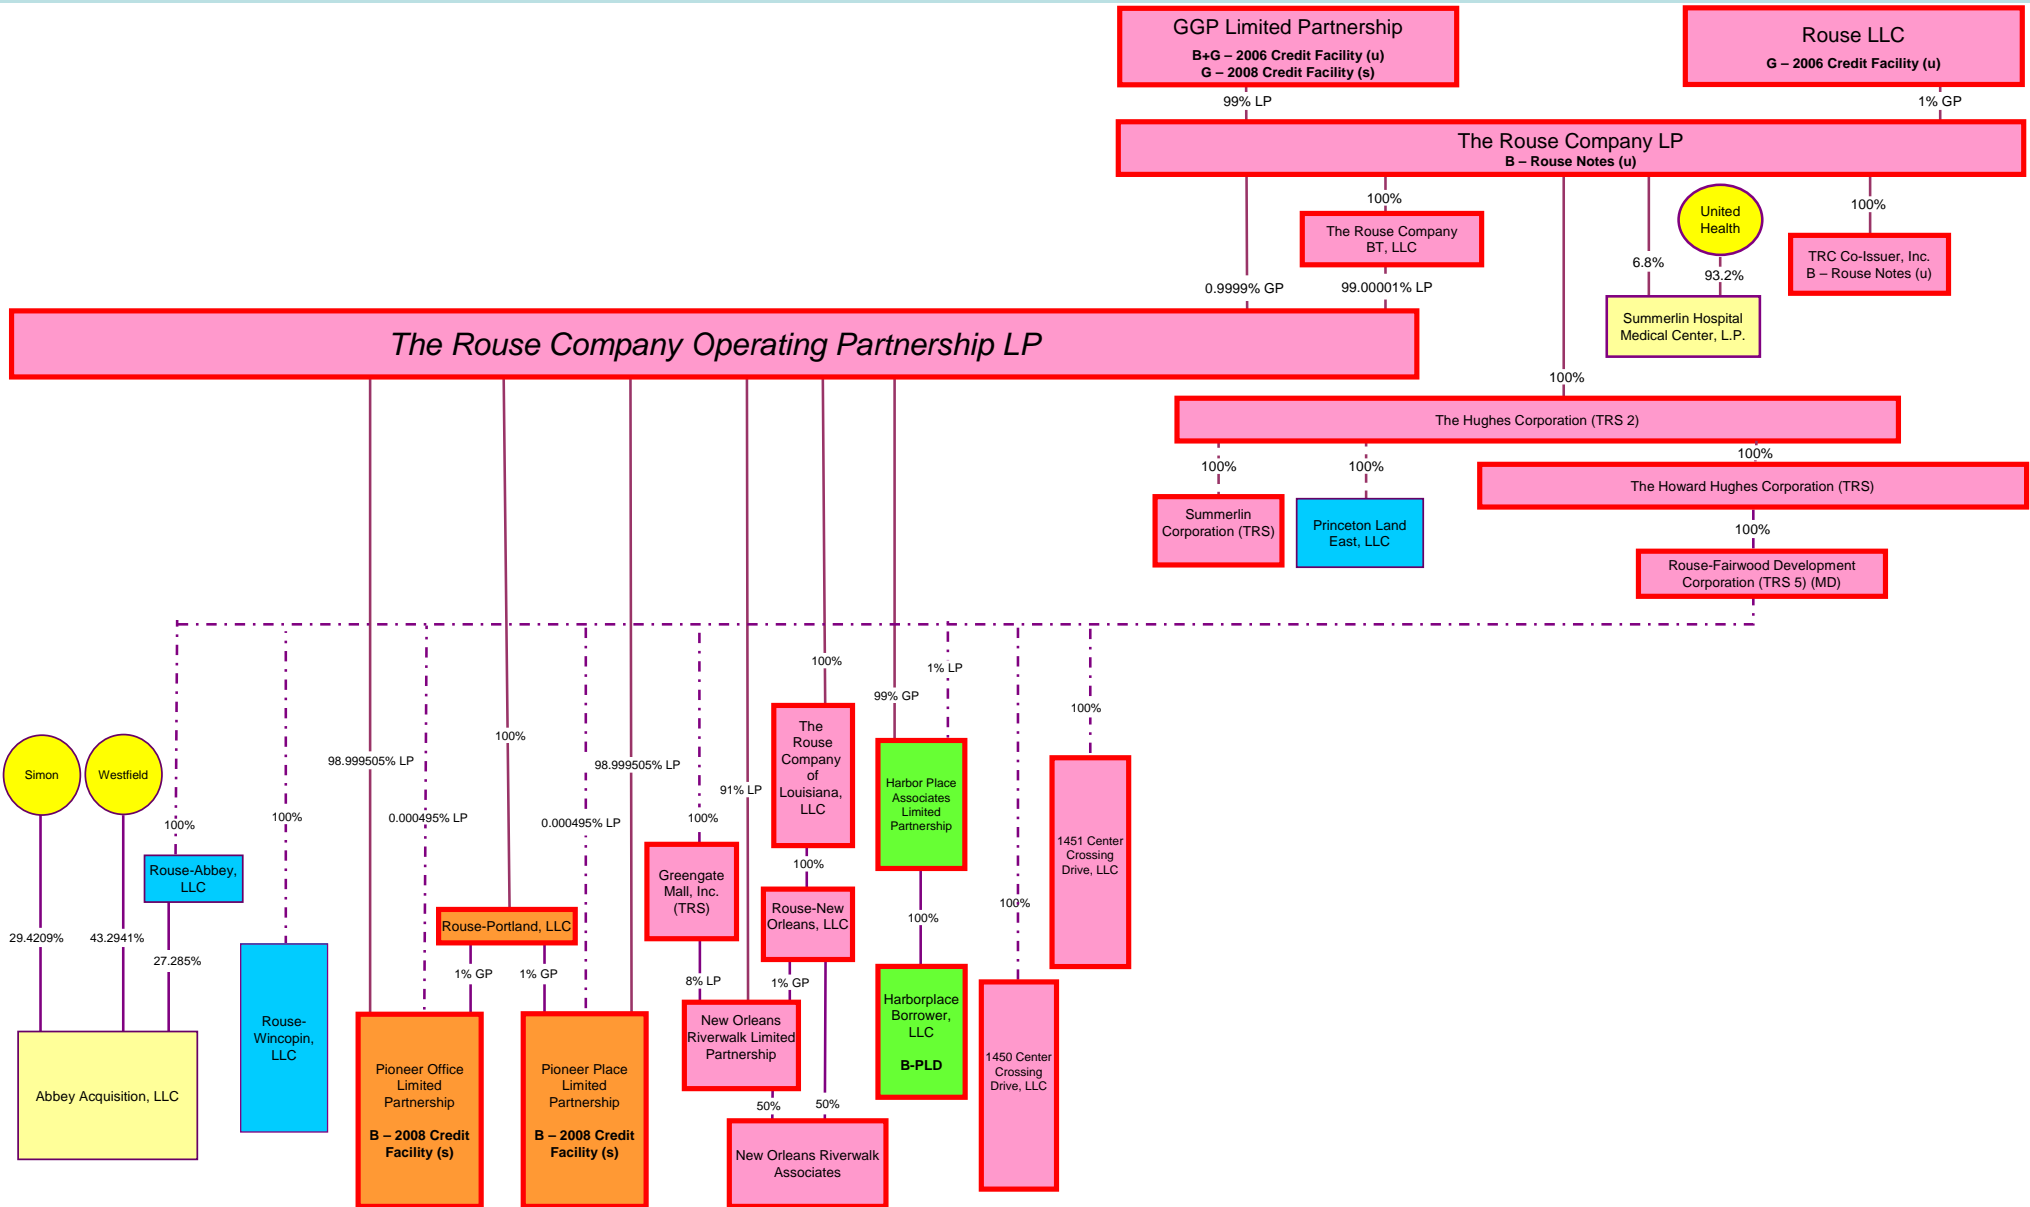 GGP Limited Partnership
B+G – 2006 Credit Facility (u)
G – 2008 Credit Facility (s)
Rouse LLC
G – 2006 Credit Facility (u)
99% LP
1% GP
The Rouse Company LP
B – Rouse Notes (u)
100%
The Rouse Company
BT, LLC
United
Health
100%
TRC Co-Issuer, Inc.
B – Rouse Notes (u)
6.8%
93.2%
0.9999% GP
99.00001% LP
Summerlin Hospital
Medical Center, L.P.
The Rouse Company Operating Partnership LP
100%
The Hughes Corporation (TRS 2)
100%
100%
100%
The Howard Hughes Corporation (TRS)
Summerlin
Corporation (TRS)
Princeton Land
East, LLC
100%
Rouse-Fairwood Development
Corporation (TRS 5) (MD)
100%
1% LP
99% GP
100%
100%
98.999505% LP
98.999505% LP
91% LP
The
Rouse
Company
of
Louisiana,
LLC
Harbor Place
Associates
Limited
Partnership
Simon
Westfield
100%
100%
0.000495% LP
0.000495% LP
100%
1451 Center
Crossing
Drive, LLC
Rouse-Abbey,
LLC
100%
Greengate
Mall, Inc.
(TRS)
Rouse-New
Orleans, LLC
100%
100%
Rouse-Portland, LLC
29.4209%
43.2941%
27.285%
1% GP
1% GP
8% LP
1% GP
Harborplace
Borrower,
LLC
B-PLD
Rouse-
Wincopin,
LLC
New Orleans
Riverwalk Limited
Partnership
1450 Center
Crossing
Drive, LLC
Abbey Acquisition, LLC
Pioneer Office
Limited
Partnership
B – 2008 Credit
Facility (s)
Pioneer Place
Limited
Partnership
B – 2008 Credit
Facility (s)
50%
50%
New Orleans Riverwalk
Associates